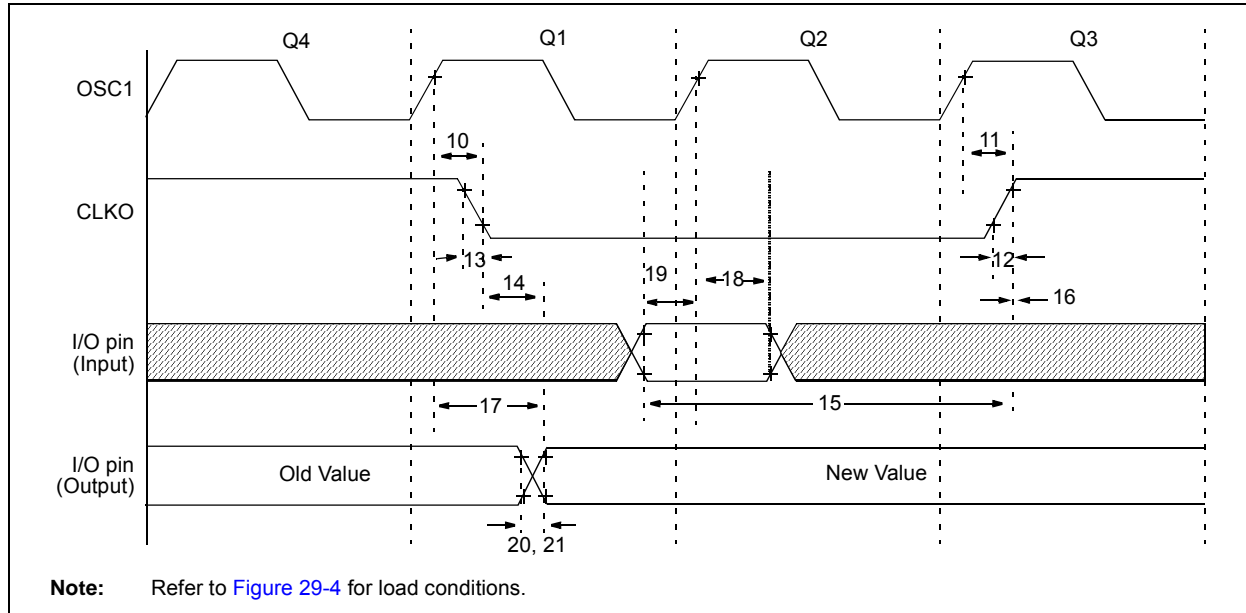 Q4 Q1 Q2 Q3
OSC1
10 11
CLKO
13 12
14 19 18 16
I/O pin
(Input)
17 15
I/O pin
(Output)
Old Value New Value
20, 21
Note: Refer to Figure 29-4 for load conditions.